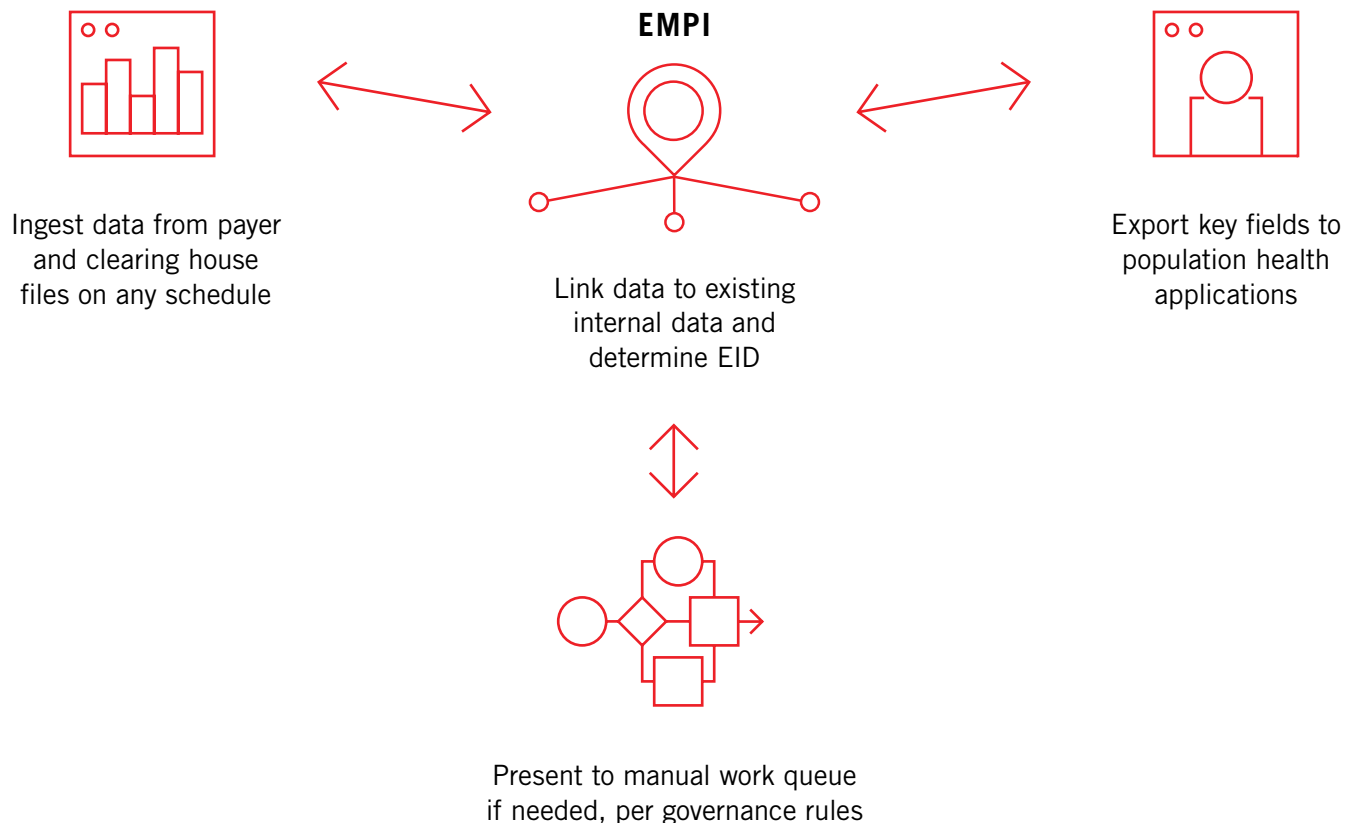 EMPI
Ingest data from payer
and clearing house
files on any schedule
Link data to existing
internal data and
determine EID
Export key fields to
population health
applications
Present to manual work queue
if needed, per governance rules